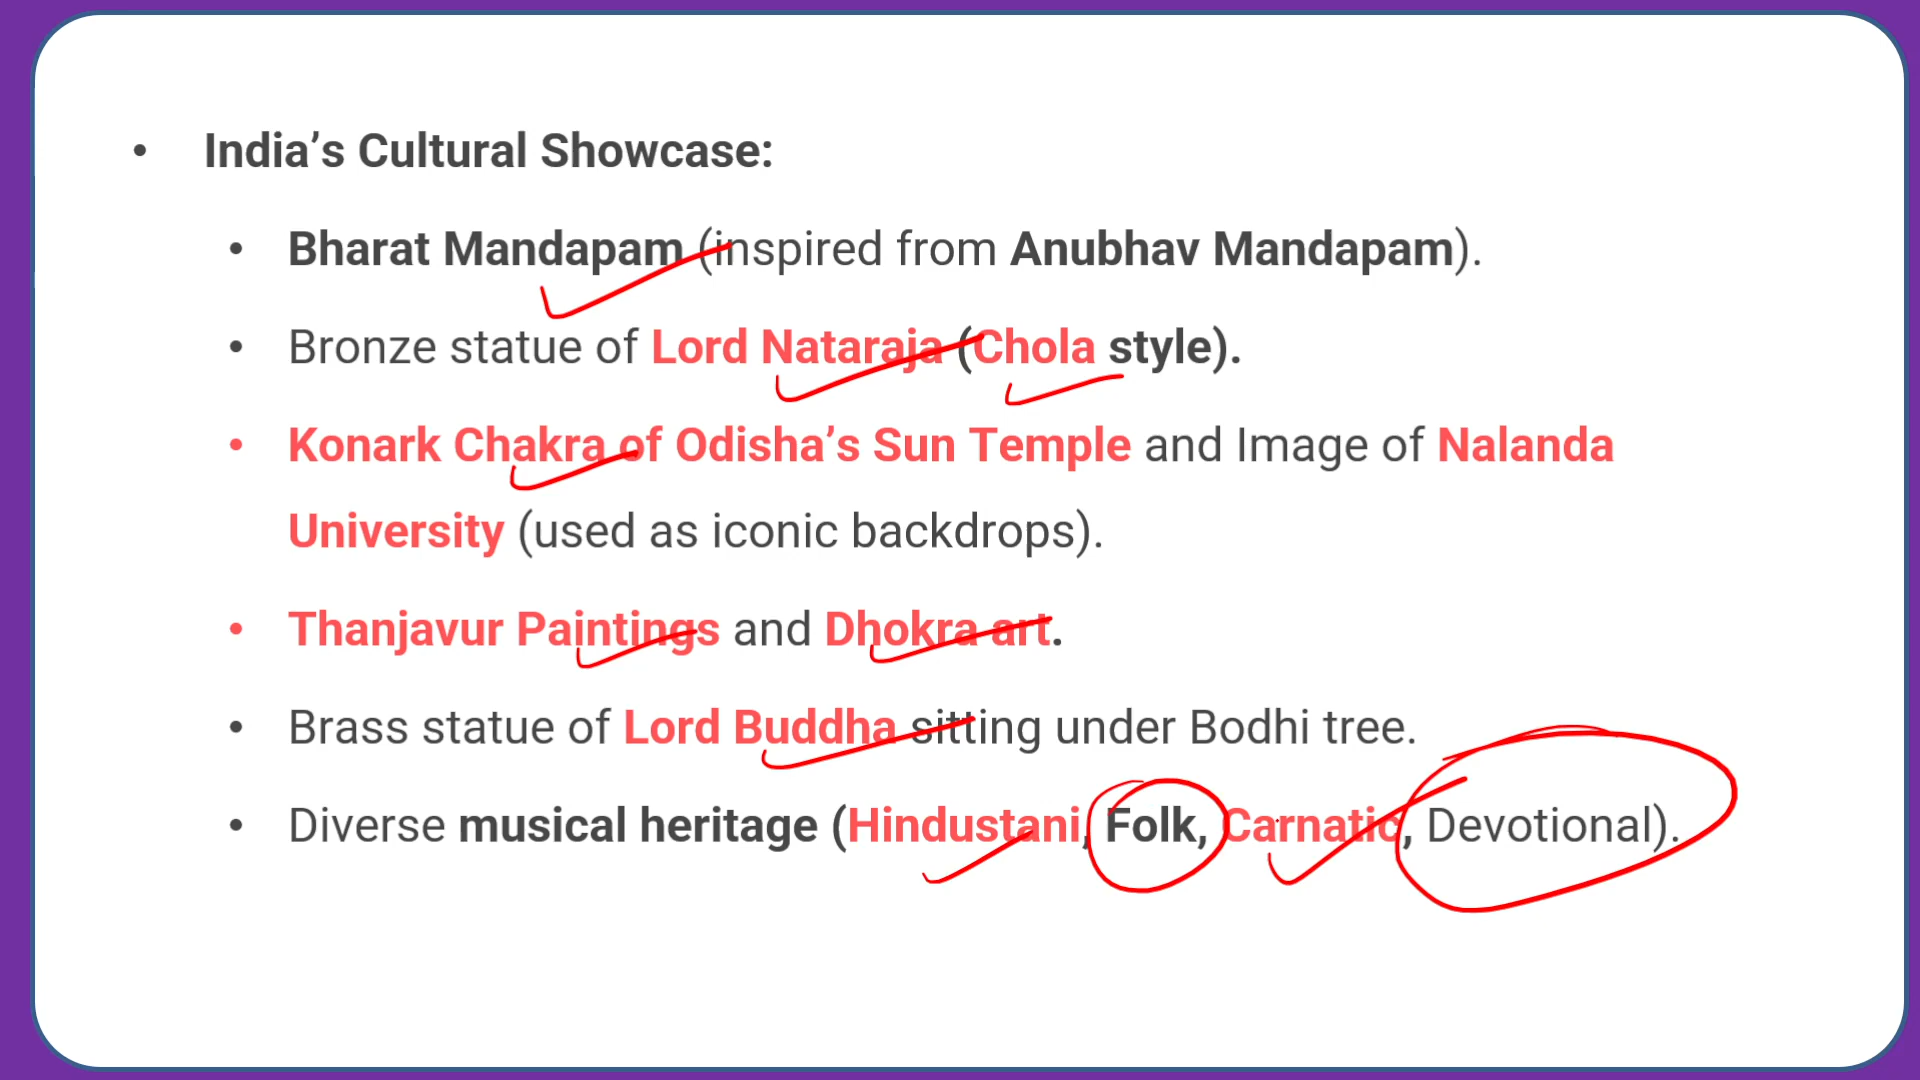 • India’s Cultural Showcase:
• Bharat Mandapam (inspired from Anubhav Mandapam).
• Bronze statue of Lord Nataraja (Chola style).
• Konark Chakra of Odisha’s Sun Temple and Image of Nalanda
University (used as iconic backdrops).
• Thanjavur Paintings and Dhokra art.
• Brass statue of Lord Buddha sitting under Bodhi tree.
• Diverse musical heritage (Hindustani, Folk, Carnatic, Devotional).